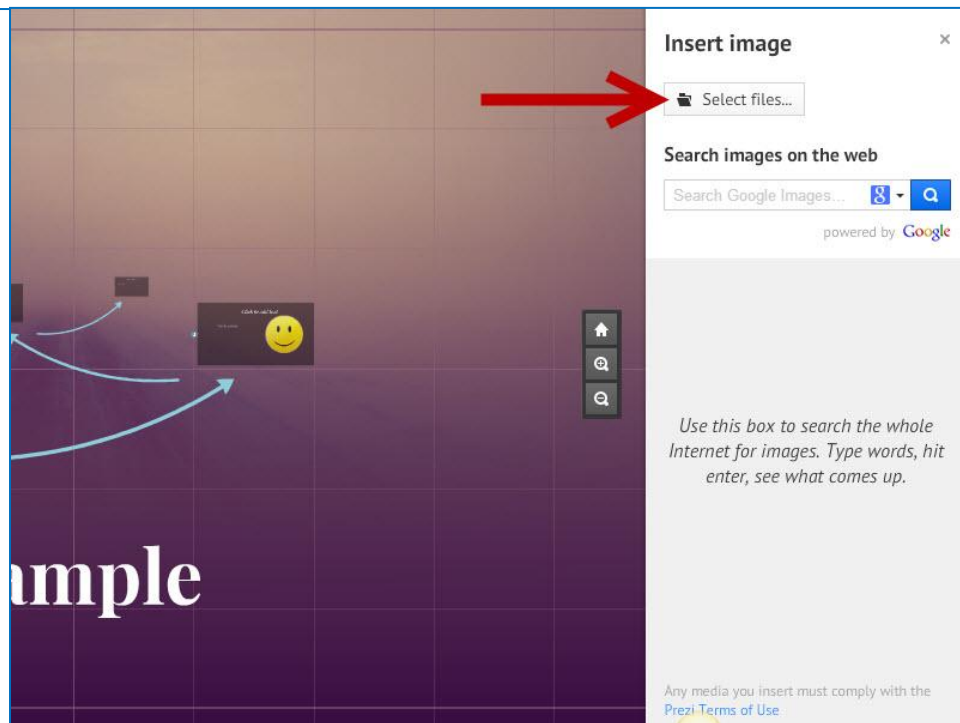 Insert image
Select files...
Search images on the web
Search Google Images...
powered by Google
Use this box to search the whole
Internet for images. Type words, hit
enter, see what comes up.
ample
Any media you insert must comply with the
Prezi Terms of Use